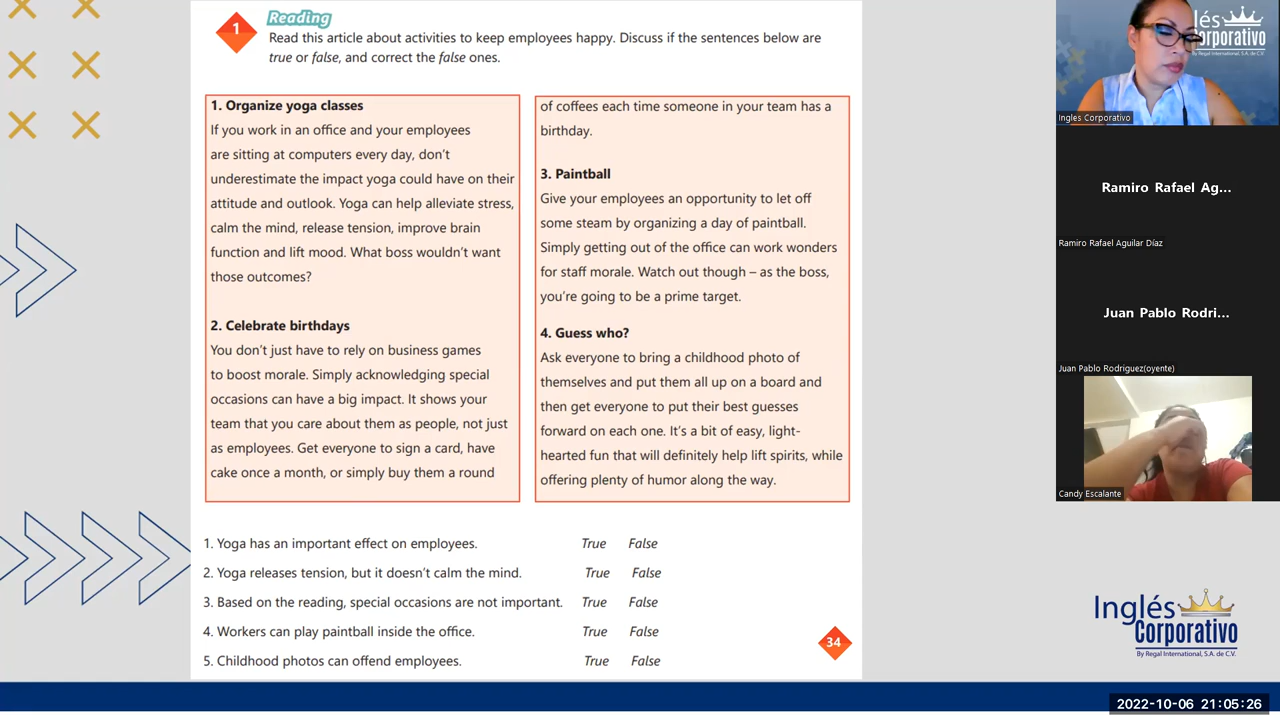 1
Reading
Read this article about activities to keep employees happy. Discuss if the sentences below are
true or false, and correct the false ones.
1. Organize yoga classes
If you work in an office and your employees
are sitting at computers every day, don't
underestimate the impact yoga could have on their
attitude and outlook. Yoga can help alleviate stress,
calm the mind, release tension, improve brain
function and lift mood. What boss wouldn't want
those outcomes?
2. Celebrate birthdays
You don't just have to rely on business games
to boost morale. Simply acknowledging special
occasions can have a big impact. It shows your
team that you care about them as people, not just
as employees. Get everyone to sign a card, have
cake once a month, or simply buy them a round
of coffees each time someone in your team has a
birthday.
3. Paintball
Give your employees an opportunity to let off
some steam by organizing a day of paintball.
Simply getting out of the office can work wonders
for staff morale. Watch out though – as the boss,
you're going to be a prime target.
4. Guess who?
Ask everyone to bring a childhood photo of
themselves and put them all up on a board and
then get everyone to put their best guesses
forward on each one. It's a bit of easy, light-
hearted fun that will definitely help lift spirits, while
offering plenty of humor along the way.
1. Yoga has an important effect on employees. True False
2. Yoga releases tension, but it doesn't calm the mind. True False
3. Based on the reading, special occasions are not important. True False
4. Workers can play paintball inside the office. True False
5. Childhood photos can offend employees. True False
34
lés
orporativo
By Regal International, S.A. de C.V.
Ingles Corporativo
Ramiro Rafael Ag...
Ramiro Rafael Aguilar Díaz
Juan Pablo Rodri...
Juan Pablo Rodriguez(oyente)
Candy Escalante
Inglés
Corporativo
By Regal International, S.A. de C.V.
2022-10-06 21:05:26